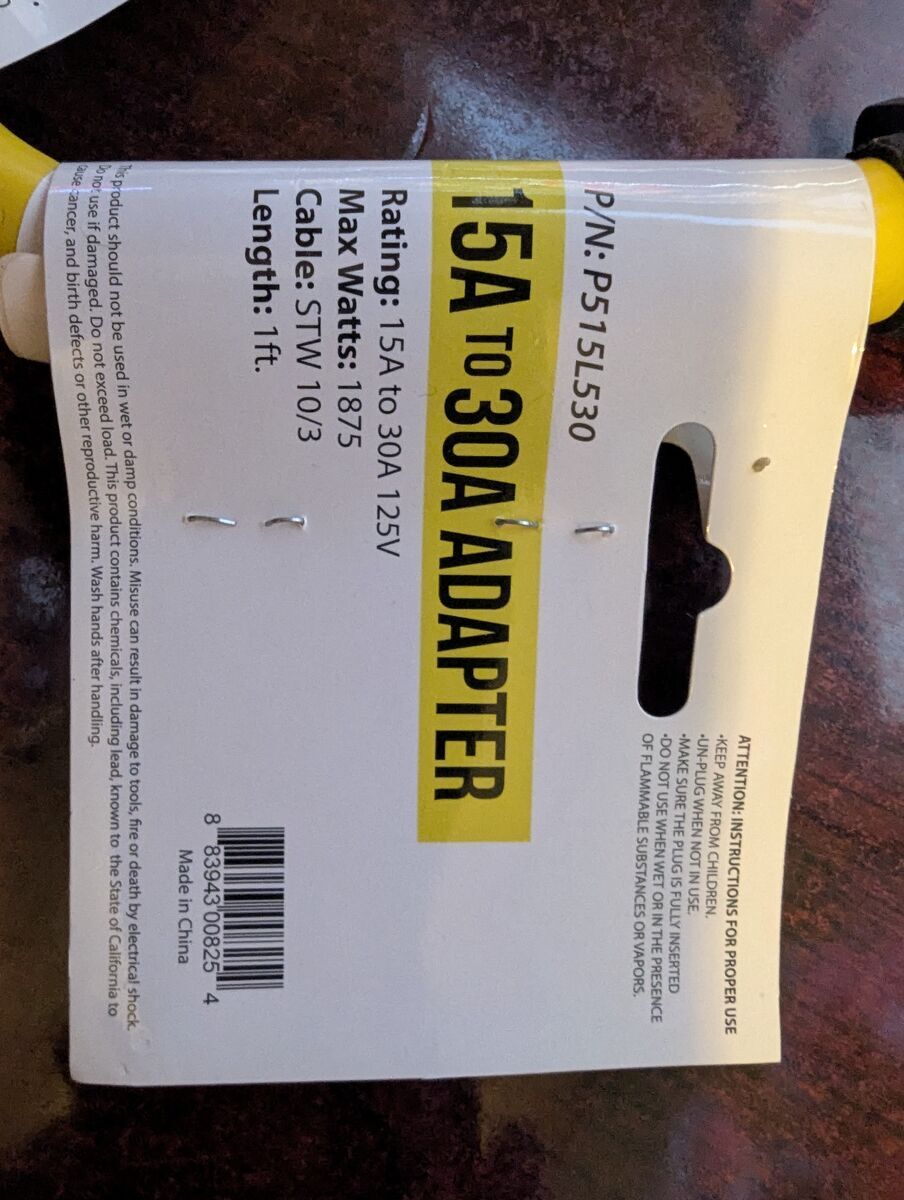 P/N: P515L530
15A TO 30A ADAPTER
Rating: 15A to 30A 125V
Max Watts: 1875
Cable: STW 10/3
Length: 1ft.
ATTENTION: INSTRUCTIONS FOR PROPER USE
•KEEP AWAY FROM CHILDREN.
•UN-PLUG WHEN NOT IN USE.
•MAKE SURE THE PLUG IS FULLY INSERTED
•DO NOT USE WHEN WET OR IN THE PRESENCE
OF FLAMMABLE SUBSTANCES OR VAPORS.
8 83943 00825 4
Made in China
This product should not be used in wet or damp conditions. Misuse can result in damage to tools, fire or death by electrical shock.
Do not use if damaged. Do not exceed load. This product contains chemicals, including lead, known to the State of California to
cause cancer, and birth defects or other reproductive harm. Wash hands after handling.